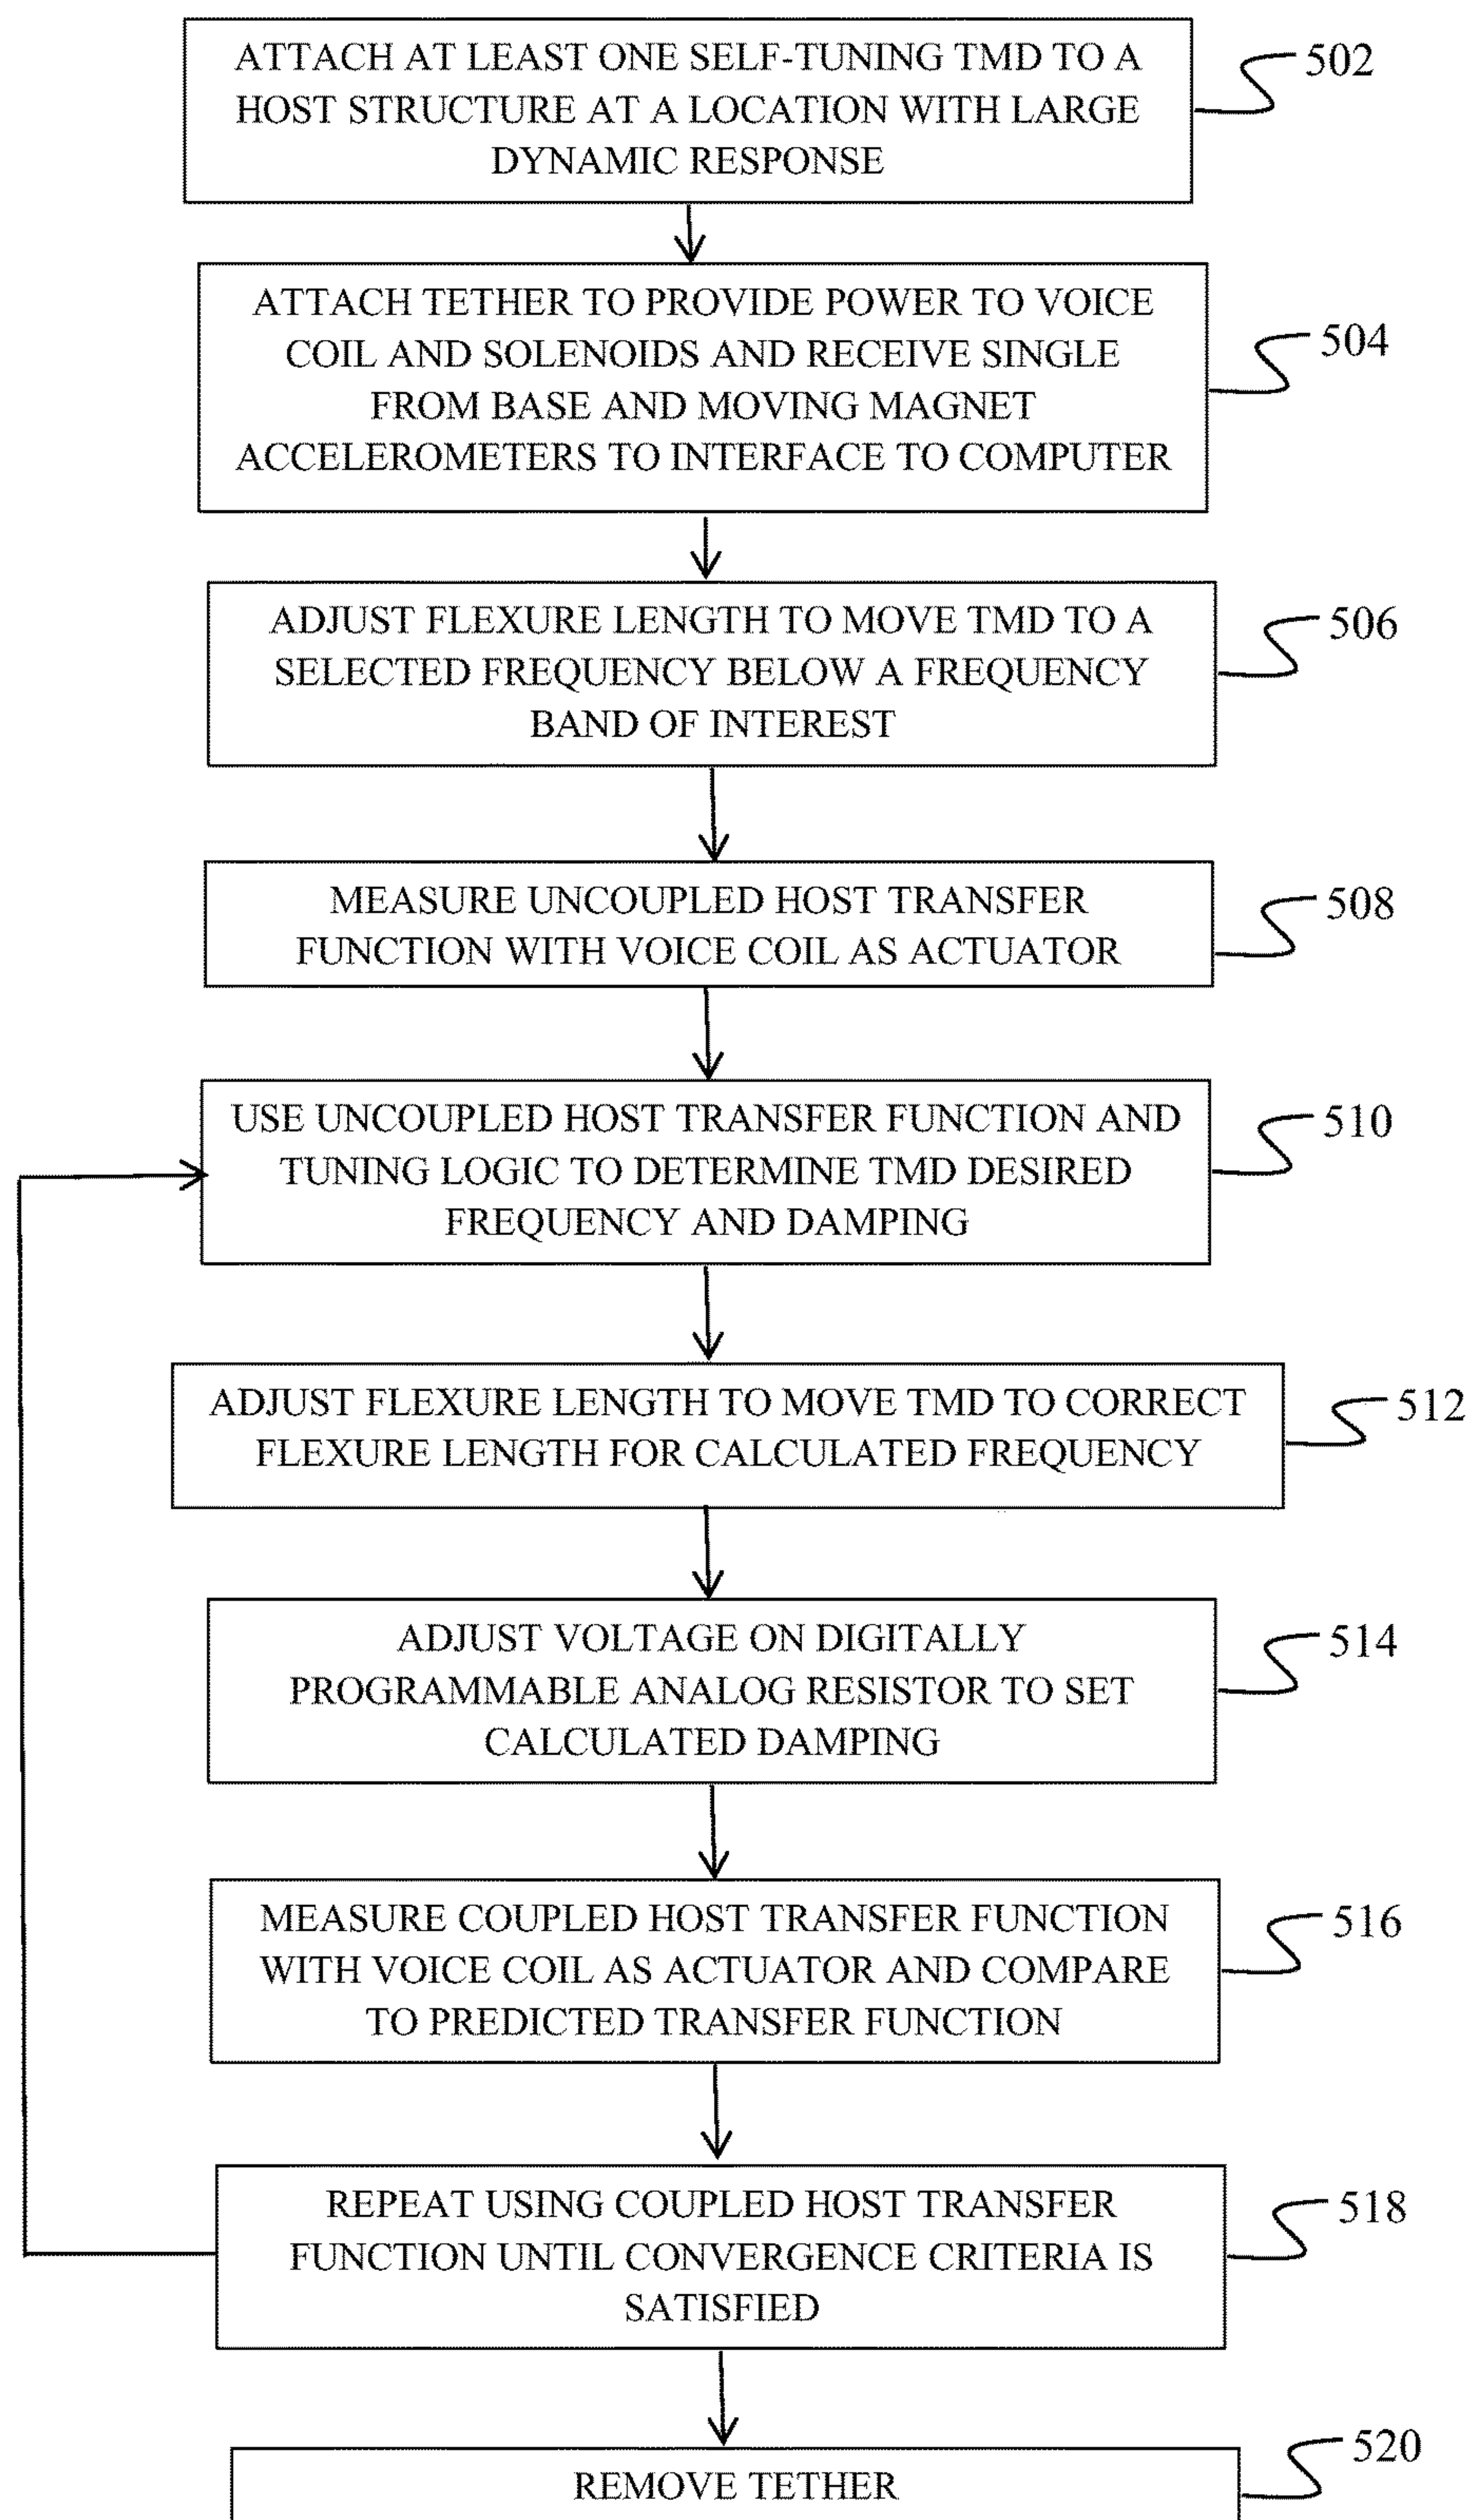 ATTACH AT LEAST ONE SELF-TUNING TMD TO A
HOST STRUCTURE AT A LOCATION WITH LARGE
DYNAMIC RESPONSE
502
ATTACH TETHER TO PROVIDE POWER TO VOICE
COIL AND SOLENOIDS AND RECEIVE SINGLE
FROM BASE AND MOVING MAGNET
ACCELEROMETERS TO INTERFACE TO COMPUTER
504
ADJUST FLEXURE LENGTH TO MOVE TMD TO A
SELECTED FREQUENCY BELOW A FREQUENCY
BAND OF INTEREST
506
MEASURE UNCOUPLED HOST TRANSFER
FUNCTION WITH VOICE COIL AS ACTUATOR
508
USE UNCOUPLED HOST TRANSFER FUNCTION AND
TUNING LOGIC TO DETERMINE TMD DESIRED
FREQUENCY AND DAMPING
510
ADJUST FLEXURE LENGTH TO MOVE TMD TO CORRECT
FLEXURE LENGTH FOR CALCULATED FREQUENCY
512
ADJUST VOLTAGE ON DIGITALLY
PROGRAMMABLE ANALOG RESISTOR TO SET
CALCULATED DAMPING
514
MEASURE COUPLED HOST TRANSFER FUNCTION
WITH VOICE COIL AS ACTUATOR AND COMPARE
TO PREDICTED TRANSFER FUNCTION
516
REPEAT USING COUPLED HOST TRANSFER
FUNCTION UNTIL CONVERGENCE CRITERIA IS
SATISFIED
518
REMOVE TETHER
520